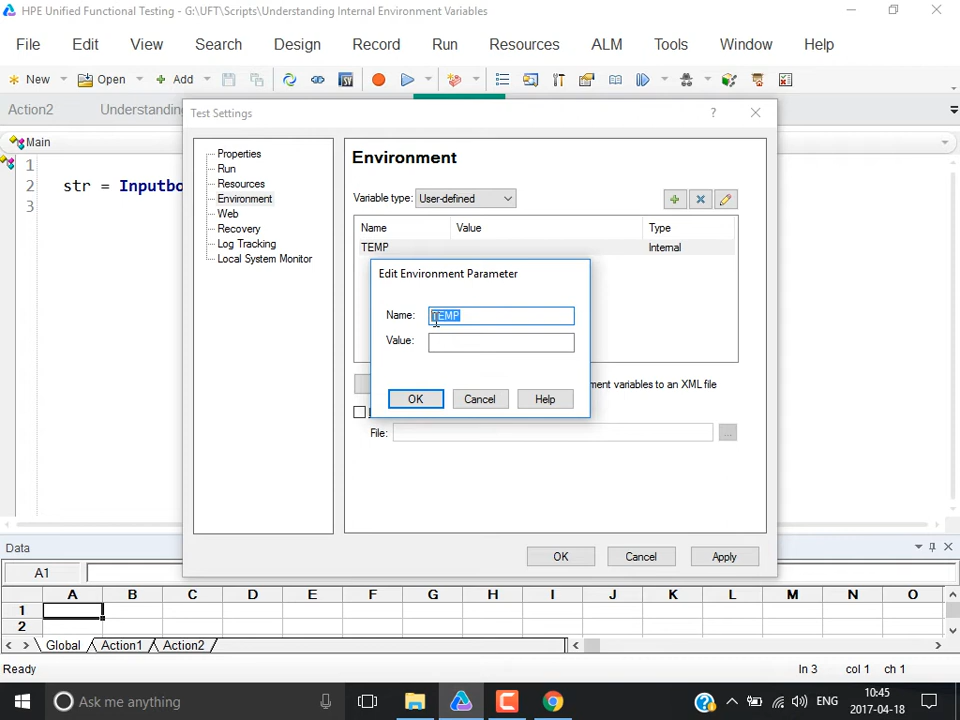 HPE Unified Functional Testing - G:\UFT\Scripts\Understanding Internal Environment Variables
File Edit View Search Design Record Run Resources ALM Tools Window Help
New Open Add
Action2 Understanding
Main
1
2 str = Inputbo
3
Test Settings ?
Properties
Run
Resources
Environment
Web
Recovery
Log Tracking
Local System Monitor
Environment
Variable type: User-defined
Name Value Type
TEMP Internal
Edit Environment Parameter
Name: TEMP
Value:
OK Cancel Help
ment variables to an XML file
File: ...
OK Cancel Apply
Data
A1
A B C D E F G H I J K L M N O
1
2
Global Action1 Action2
Ready ln 3 col 1 ch 1
Ask me anything
ENG
10:45
2017-04-18